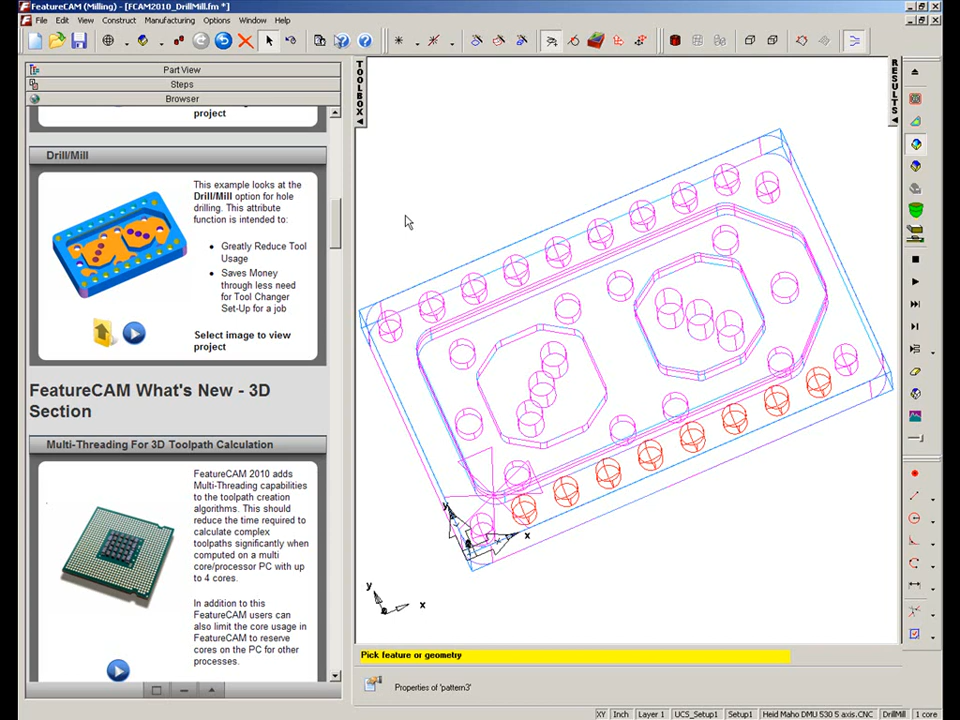 FeatureCAM (Milling) - [FCAM2010_DrillMill.fm *]
File Edit View Construct Manufacturing Options Window Help
Part View
Steps
Browser
project
Drill/Mill
This example looks at the
Drill/Mill option for hole
drilling. This attribute
function is intended to:
Greatly Reduce Tool
Usage
Saves Money
through less need
for Tool Changer
Set-Up for a job
Select image to view
project
FeatureCAM What's New - 3D
Section
Multi-Threading For 3D Toolpath Calculation
FeatureCAM 2010 adds
Multi-Threading capabilities
to the toolpath creation
algorithms. This should
reduce the time required to
calculate complex
toolpaths significantly when
computed on a multi
core/processor PC with up
to 4 cores.
In addition to this
FeatureCAM users can
also limit the core usage in
FeatureCAM to reserve
cores on the PC for other
processes.
TOOLBOX
RESULTS
y
x
y
x
Pick feature or geometry
Properties of 'pattern3'
XY Inch Layer 1 UCS_Setup1 Setup1 Heid Maho DMU 530 5 axis.CNC DrillMill 1 core